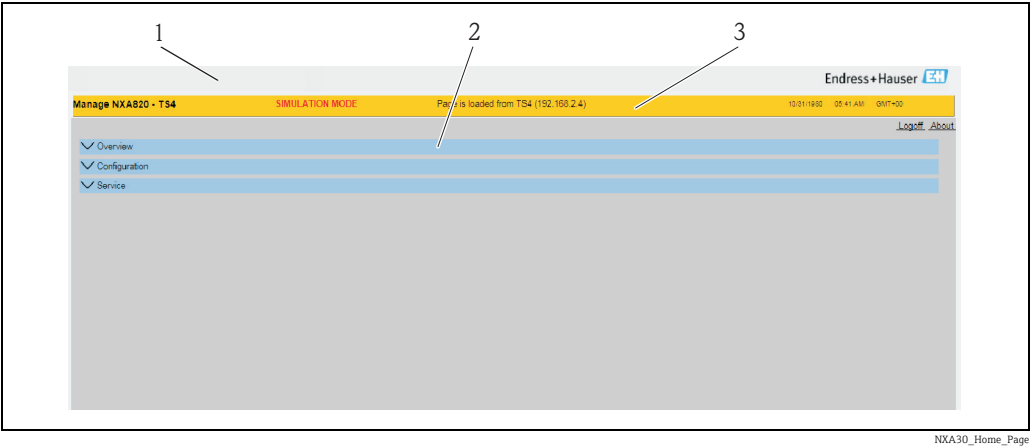 1 2 3
Endress+Hauser EH
Manage NXA820 - TS4 SIMULATION MODE Page is loaded from TS4 (192.168.2.4) 10/31/1980 05:41 AM GMT+00
Logoff About
Overview
Configuration
Service
NXA30_Home_Page